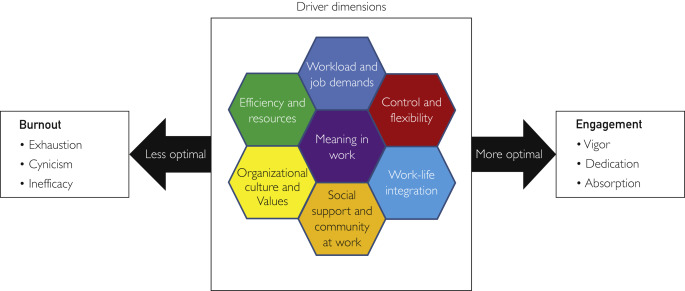 Driver dimensions
Workload and
job demands
Efficiency and
resources
Control and
flexibility
Meaning in
work
Organizational
culture and
Values
Work-life
integration
Social
support and
community
at work
Burnout
• Exhaustion
• Cynicism
• Inefficacy
Less optimal
More optimal
Engagement
• Vigor
• Dedication
• Absorption